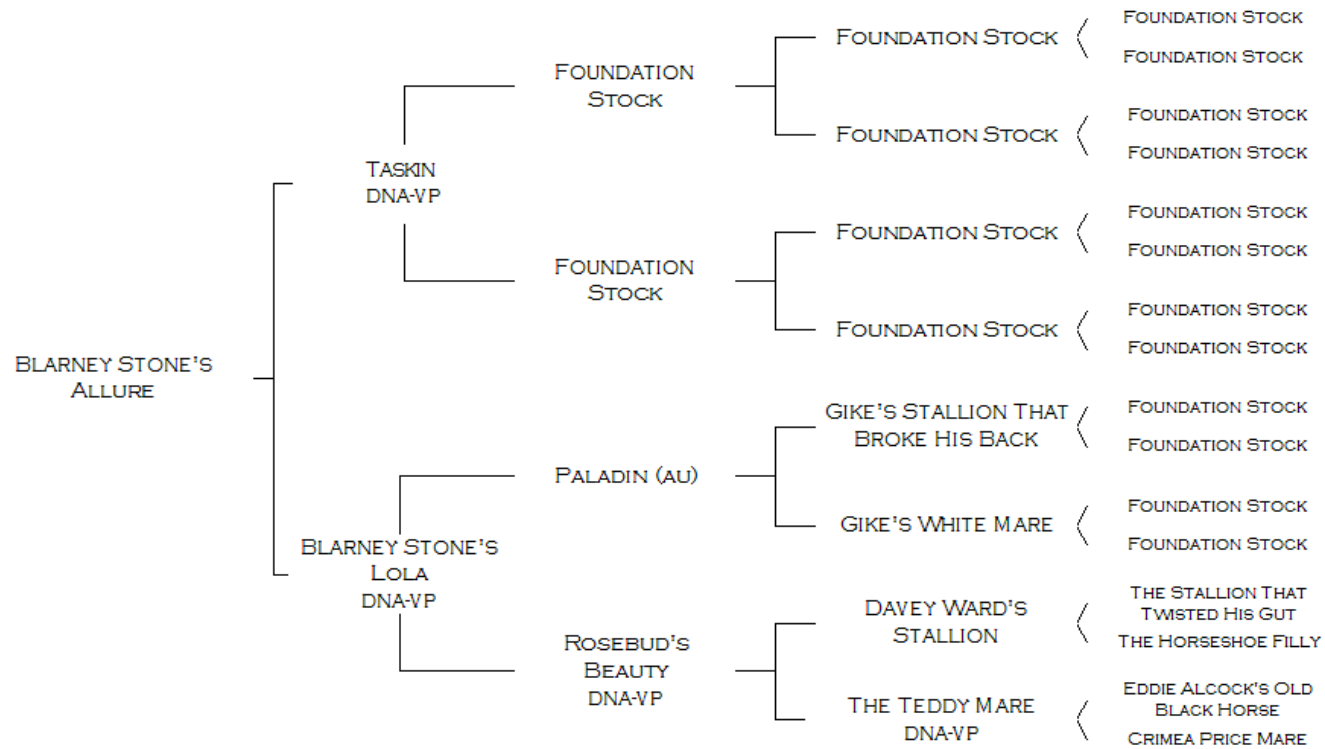 FOUNDATION STOCK
FOUNDATION STOCK
FOUNDATION STOCK
FOUNDATION
STOCK
FOUNDATION STOCK
FOUNDATION STOCK
FOUNDATION STOCK
TASKIN
DNA-VP
FOUNDATION STOCK
FOUNDATION STOCK
FOUNDATION STOCK
FOUNDATION
STOCK
FOUNDATION STOCK
FOUNDATION STOCK
FOUNDATION STOCK
BLARNEY STONE'S
ALLURE
GIKE'S STALLION THAT
BROKE HIS BACK
FOUNDATION STOCK
FOUNDATION STOCK
PALADIN (AU)
GIKE'S WHITE MARE
FOUNDATION STOCK
FOUNDATION STOCK
BLARNEY STONE'S
LOLA
DNA-VP
DAVEY WARD'S
STALLION
THE STALLION THAT
TWISTED HIS GUT
THE HORSESHOE FILLY
ROSEBUD'S
BEAUTY
DNA-VP
THE TEDDY MARE
DNA-VP
EDDIE ALCOCK'S OLD
BLACK HORSE
CRIMEA PRICE MARE